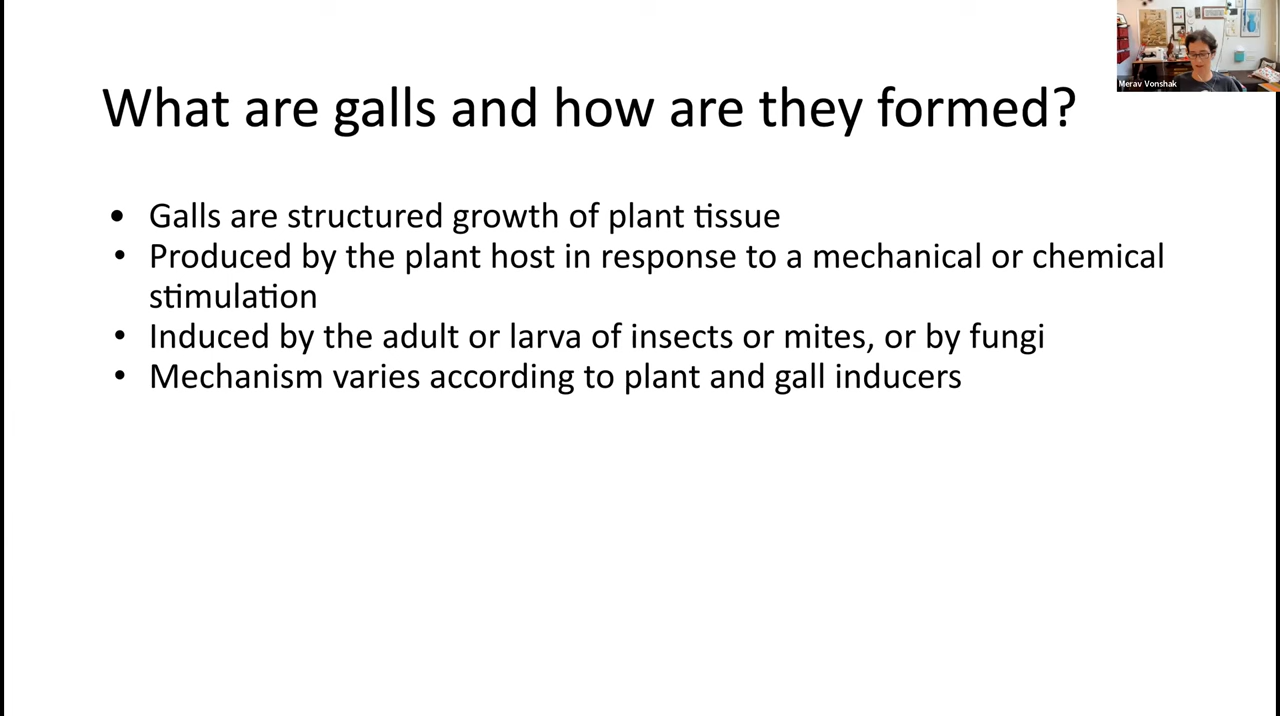 Merav Vonshak
What are galls and how are they formed?
• Galls are structured growth of plant tissue
• Produced by the plant host in response to a mechanical or chemical
stimulation
• Induced by the adult or larva of insects or mites, or by fungi
• Mechanism varies according to plant and gall inducers